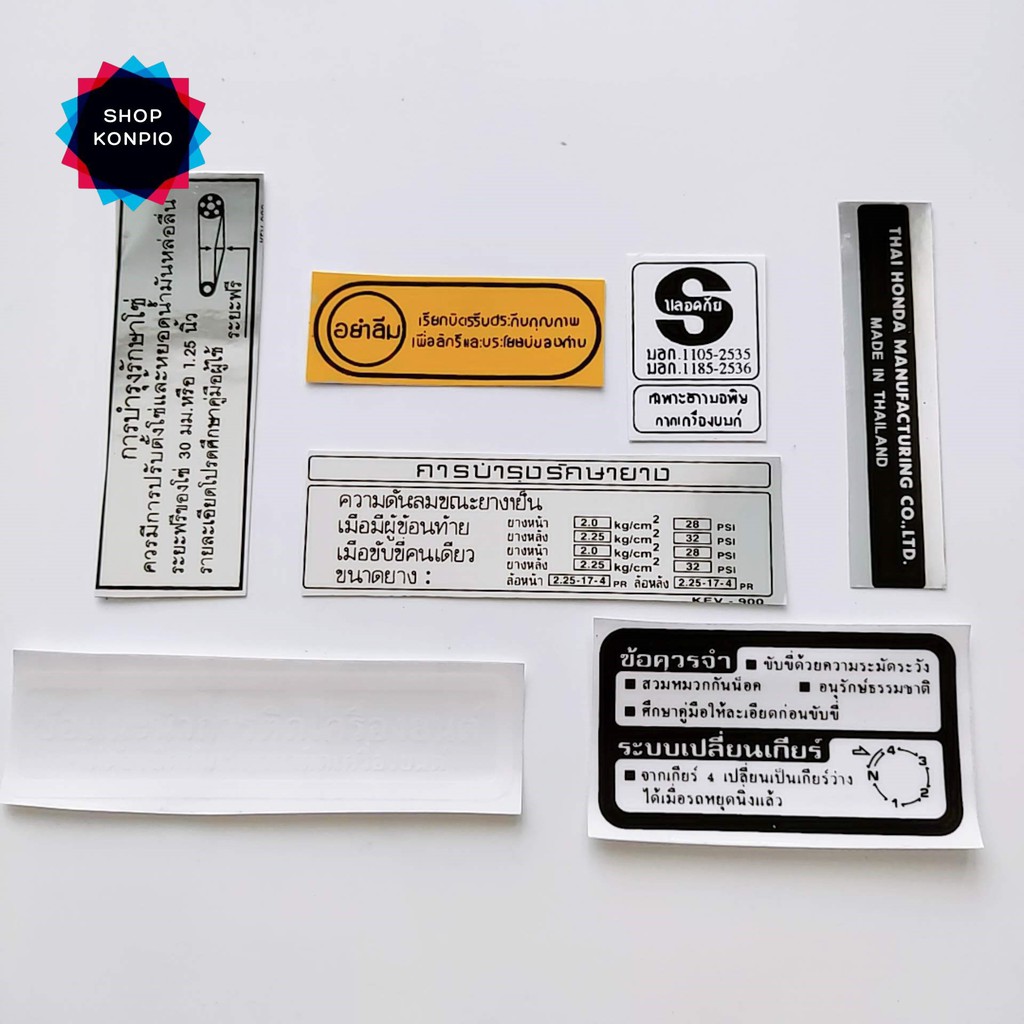 SHOP
KONPIO
การบำรุงรักษาโซ่
ควรมีการปรับตั้งโซ่และหยอดน้ำมันหล่อลื่น
ระยะฟรีของโซ่ 30 มม.หรือ 1.25 นิ้ว
รายละเอียดโปรดศึกษาคู่มือผู้ใช้
ระยะฟรี
อย่าลืม
เรียกบัตรรับประกันคุณภาพ
เพื่อสิทธิและประโยชน์ของท่าน
S
ปลอดภัย
มอก.1105-2535
มอก.1185-2536
เฉพาะสารมลพิษ
จากเครื่องยนต์
THAI HONDA MANUFACTURING CO.,LTD.
MADE IN THAILAND
การบำรุงรักษายาง
ความดันลมขณะยางเย็น
เมื่อมีผู้ซ้อนท้าย ยางหน้า 2.0 kg/cm² 28 PSI
ยางหลัง 2.25 kg/cm² 32 PSI
เมื่อขับขี่คนเดียว ยางหน้า 2.0 kg/cm² 28 PSI
ยางหลัง 2.25 kg/cm² 32 PSI
ขนาดยาง : ล้อหน้า 2.25-17-4 PR ล้อหลัง 2.25-17-4 PR
KEV - 900
ข้อควรจำ ■ ขับขี่ด้วยความระมัดระวัง
■ สวมหมวกกันน็อค ■ อนุรักษ์ธรรมชาติ
■ ศึกษาคู่มือให้ละเอียดก่อนขับขี่
ระบบเปลี่ยนเกียร์
■ จากเกียร์ 4 เปลี่ยนเป็นเกียร์ว่าง
ได้เมื่อรถหยุดนิ่งแล้ว
N 1 2 3 4